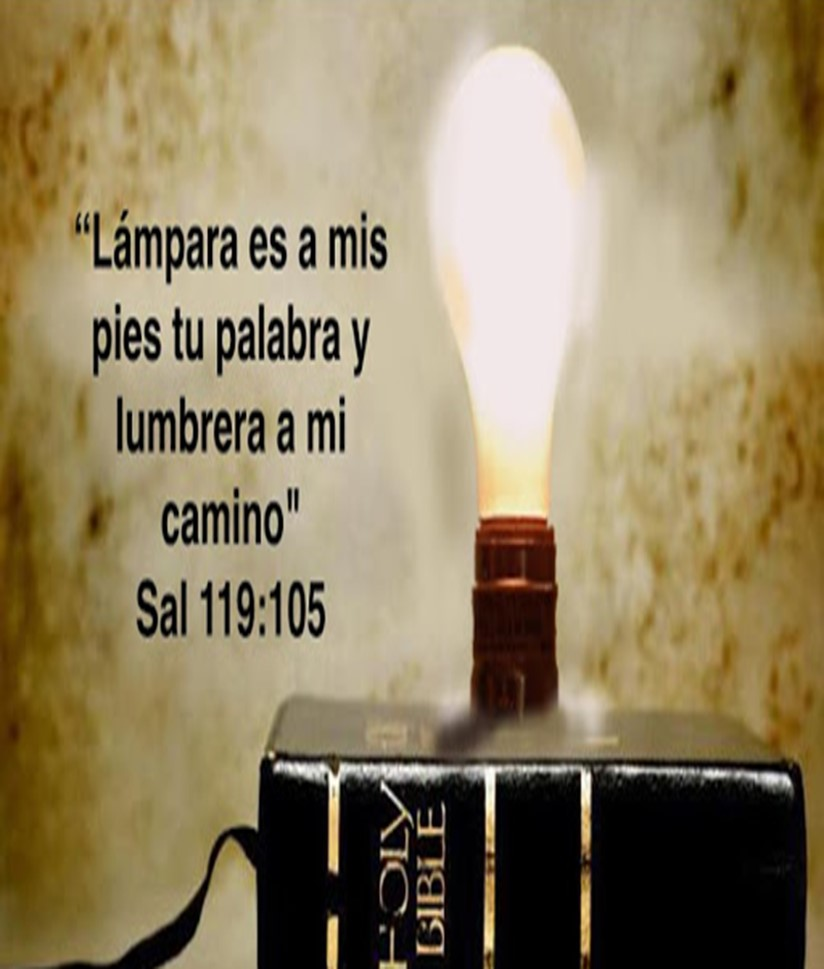 “Lámpara es a mis
pies tu palabra y
lumbrera a mi
camino"
Sal 119:105
HOLY
BIBLE